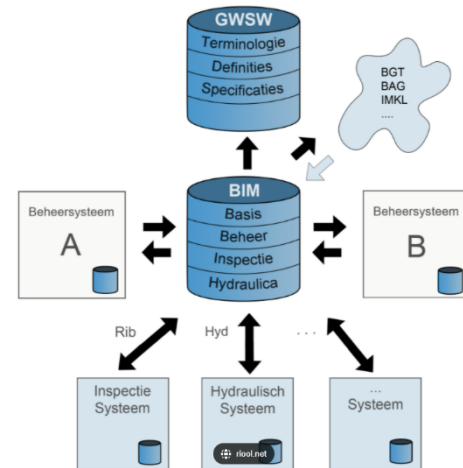 GWSW
Terminologie
Definities
Specificaties
BGT
BAG
IMKL
....
BIM
Basis
Beheer
Inspectie
Hydraulica
Beheersysteem
A
Beheersysteem
B
Rib
Hyd
. . .
Inspectie
Systeem
Hydraulisch
Systeem
...
Systeem
riool.net